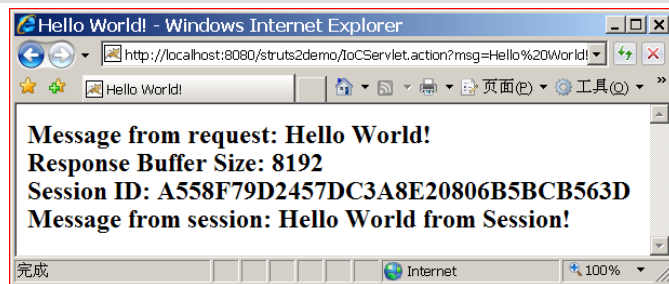 Hello World! - Windows Internet Explorer
http://localhost:8080/struts2demo/IoCServlet.action?msg=Hello%20World!
Hello World! 页面(P) 工具(O) »
Message from request: Hello World!
Response Buffer Size: 8192
Session ID: A558F79D2457DC3A8E20806B5BCB563D
Message from session: Hello World from Session!
完成 Internet 100%